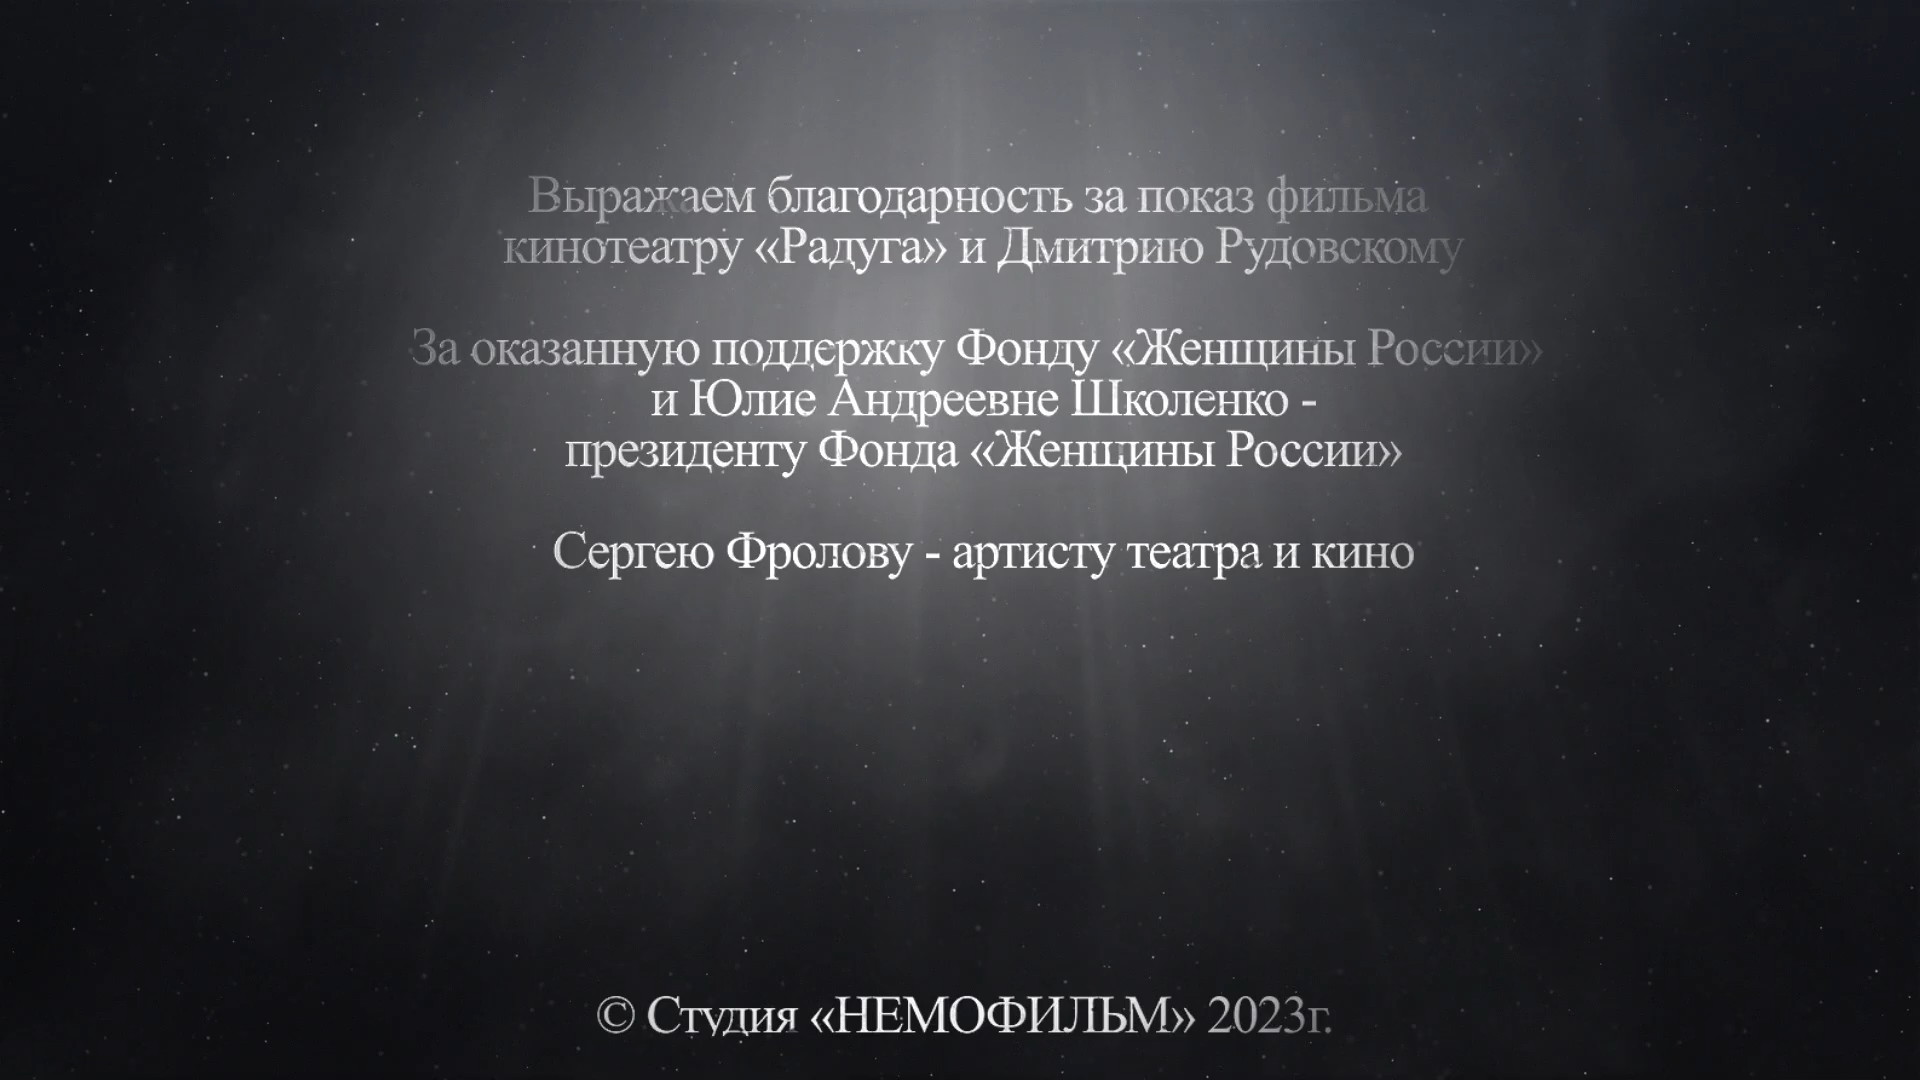 Выражаем благодарность за показ фильма
кинотеатру «Радуга» и Дмитрию Рудовскому
За оказанную поддержку Фонду «Женщины России»
и Юлие Андреевне Школенко -
президенту Фонда «Женщины России»
Сергею Фролову - артисту театра и кино
© Студия «НЕМОФИЛЬМ» 2023г.